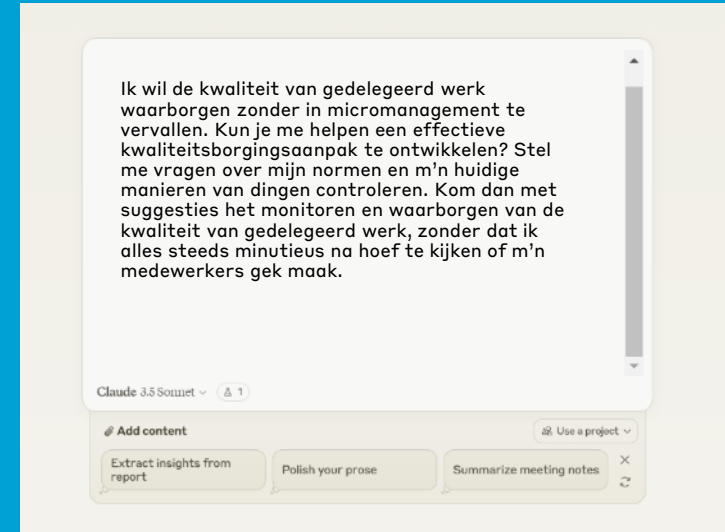 Ik wil de kwaliteit van gedelegeerd werk
waarborgen zonder in micromanagement te
vervallen. Kun je me helpen een effectieve
kwaliteitsborgingsaanpak te ontwikkelen? Stel
me vragen over mijn normen en m'n huidige
manieren van dingen controleren. Kom dan met
suggesties het monitoren en waarborgen van de
kwaliteit van gedelegeerd werk, zonder dat ik
alles steeds minutieus na hoef te kijken of m'n
medewerkers gek maak.
Claude 3.5 Sonnet 1
Add content Use a project
Extract insights from
report
Polish your prose
Summarize meeting notes